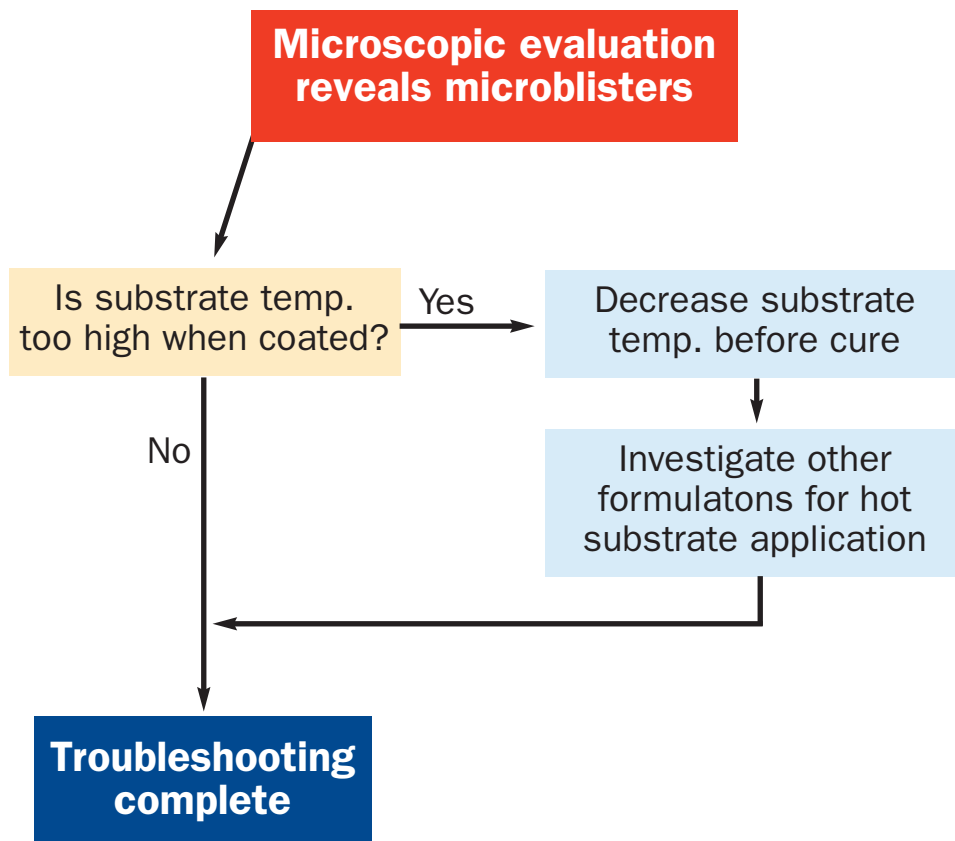 Microscopic evaluation
reveals microblisters
Is substrate temp.
too high when coated?
Yes
Decrease substrate
temp. before cure
No
Investigate other
formulatons for hot
substrate application
Troubleshooting
complete